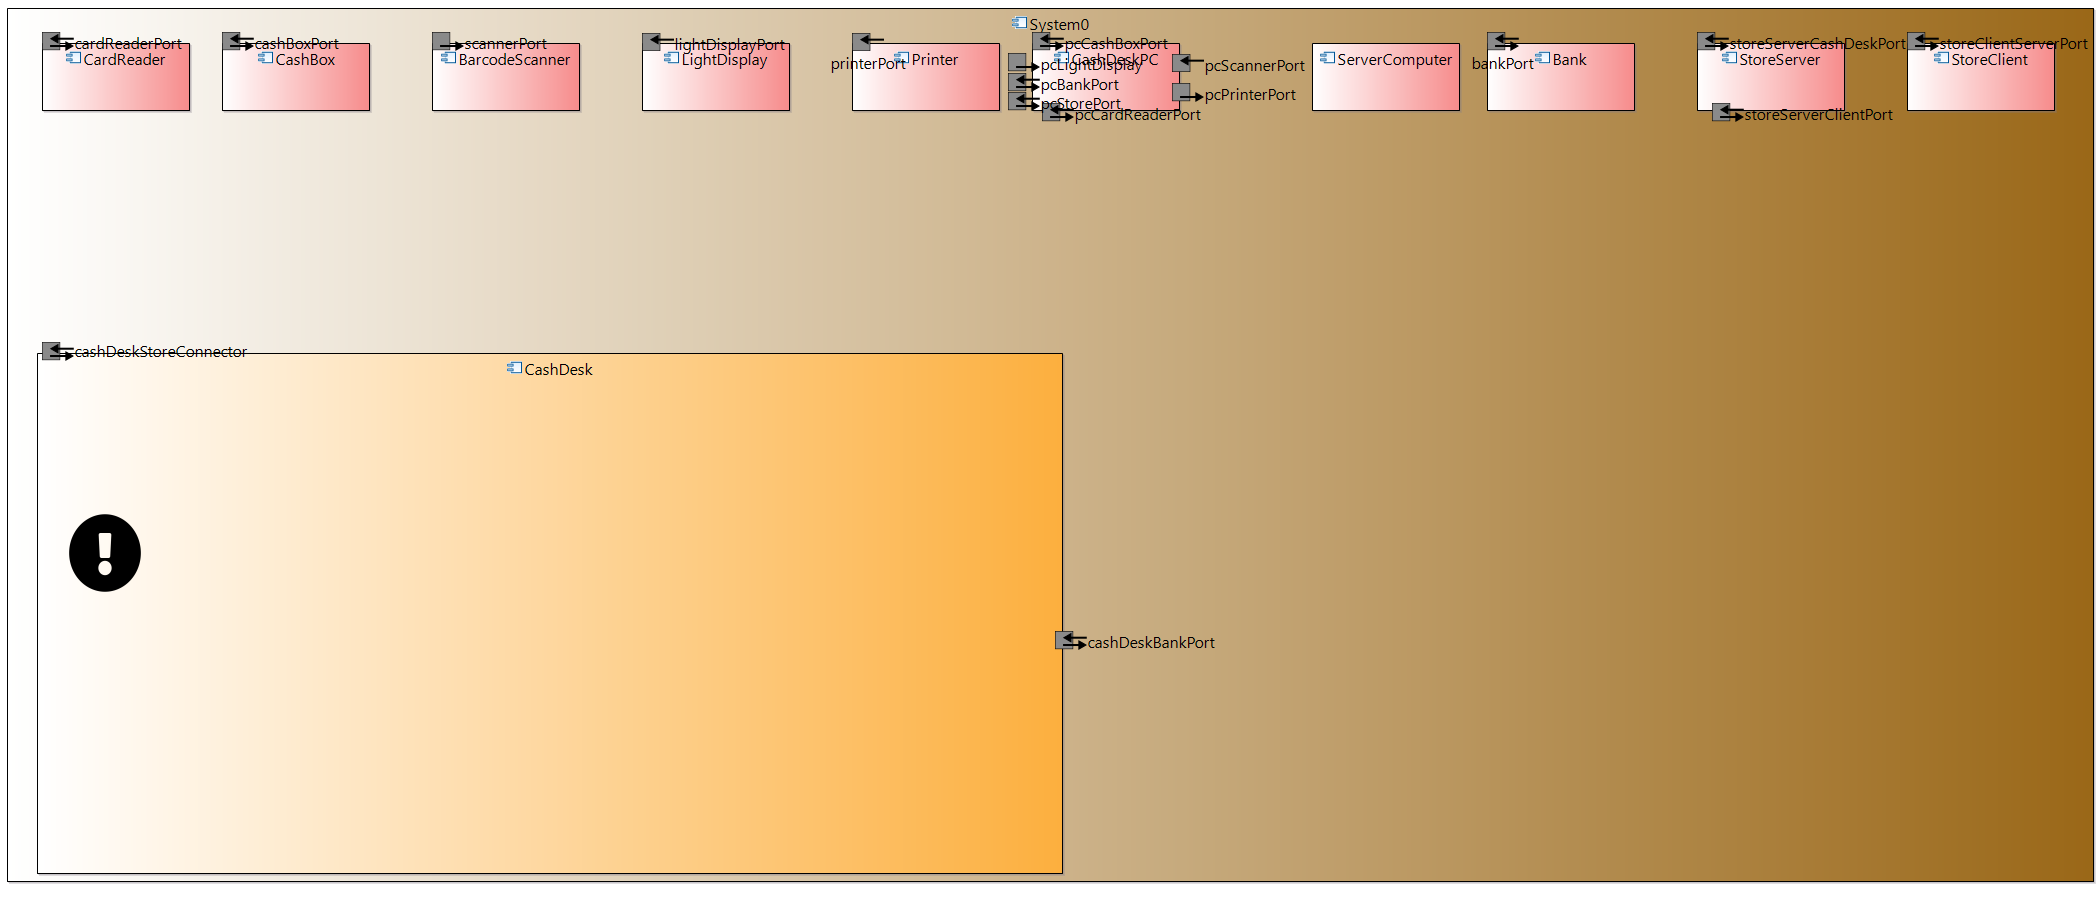 System0
cardReaderPort
CardReader
cashBoxPort
CashBox
scannerPort
BarcodeScanner
lightDisplayPort
LightDisplay
printerPort
Printer
pcCashBoxPort
CashDeskPC
pcLightDisplay
pcBankPort
pcStorePort
pcCardReaderPort
pcScannerPort
pcPrinterPort
ServerComputer
bankPort
Bank
storeServerCashDeskPort
StoreServer
storeServerClientPort
storeClientServerPort
StoreClient
cashDeskStoreConnector
CashDesk
cashDeskBankPort